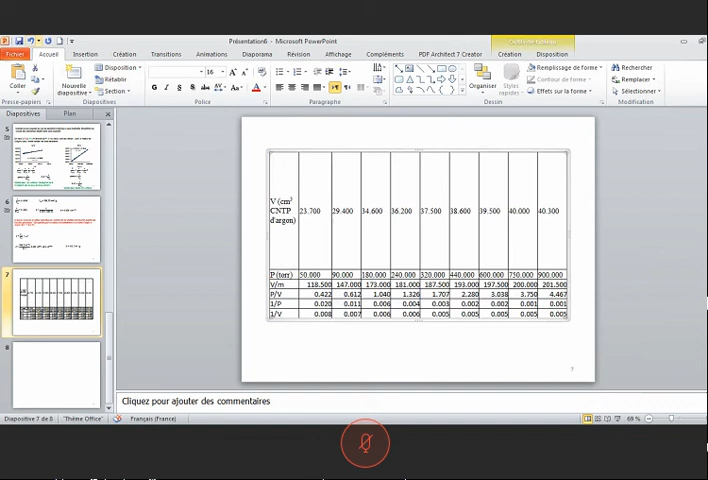 Présentation6 - Microsoft PowerPoint
Fichier Accueil Insertion Création Transitions Animations Diaporama Révision Affichage Compléments PDF Architect 7 Creator Création Disposition
Coller
Nouvelle diapositive
Disposition
Rétablir
Section
16
G I S
Organiser
Styles rapides
Remplissage de forme
Contour de forme
Effets sur la forme
Rechercher
Remplacer
Sélectionner
Presse-papiers Diapositives Police Paragraphe Dessin Modification
Diapositives Plan
5
6
7
8
V (cm3 CNTP d'argon) 23.700 29.400 34.600 36.200 37.500 38.600 39.500 40.000 40.300
P (torr) 50.000 90.000 180.000 240.000 320.000 440.000 600.000 750.000 900.000
V/m 118.500 147.000 173.000 181.000 187.500 193.000 197.500 200.000 201.500
P/V 0.422 0.612 1.040 1.326 1.707 2.280 3.038 3.750 4.467
1/P 0.020 0.011 0.006 0.004 0.003 0.002 0.002 0.001 0.001
1/V 0.008 0.007 0.006 0.006 0.005 0.005 0.005 0.005 0.005
7
Cliquez pour ajouter des commentaires
Diapositive 7 de 8 "Thème Office" Français (France) 69 %